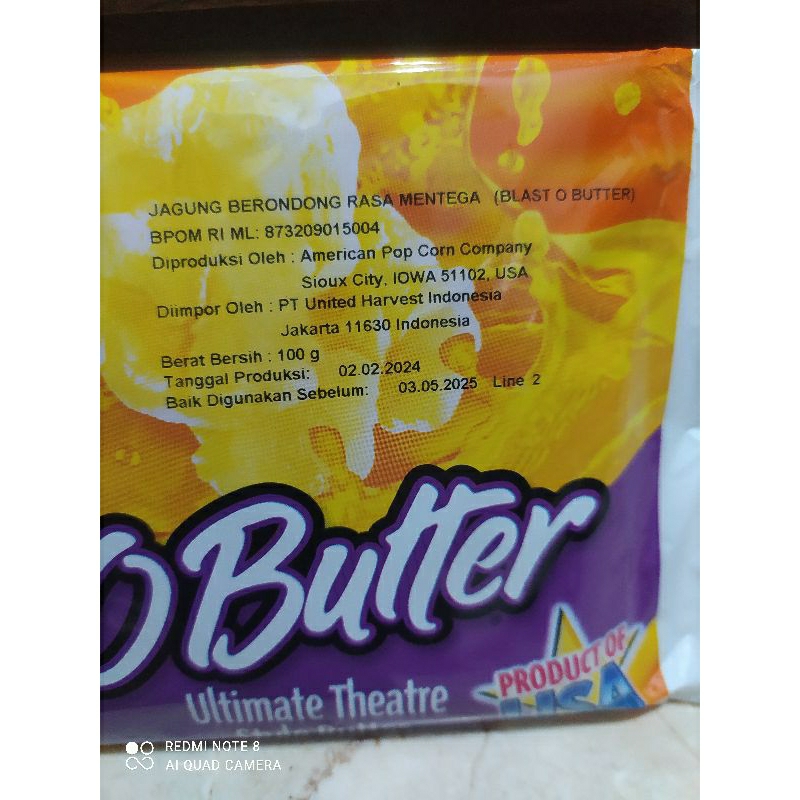 JAGUNG BERONDONG RASA MENTEGA (BLAST O BUTTER)
BPOM RI ML: 873209015004
Diproduksi Oleh : American Pop Corn Company
Sioux City, IOWA 51102, USA
Diimpor Oleh : PT United Harvest Indonesia
Jakarta 11630 Indonesia
Berat Bersih : 100 g
Tanggal Produksi: 02.02.2024
Baik Digunakan Sebelum: 03.05.2025 Line 2
O Butter
Ultimate Theatre
PRODUCT OF
USA
REDMI NOTE 8
AI QUAD CAMERA